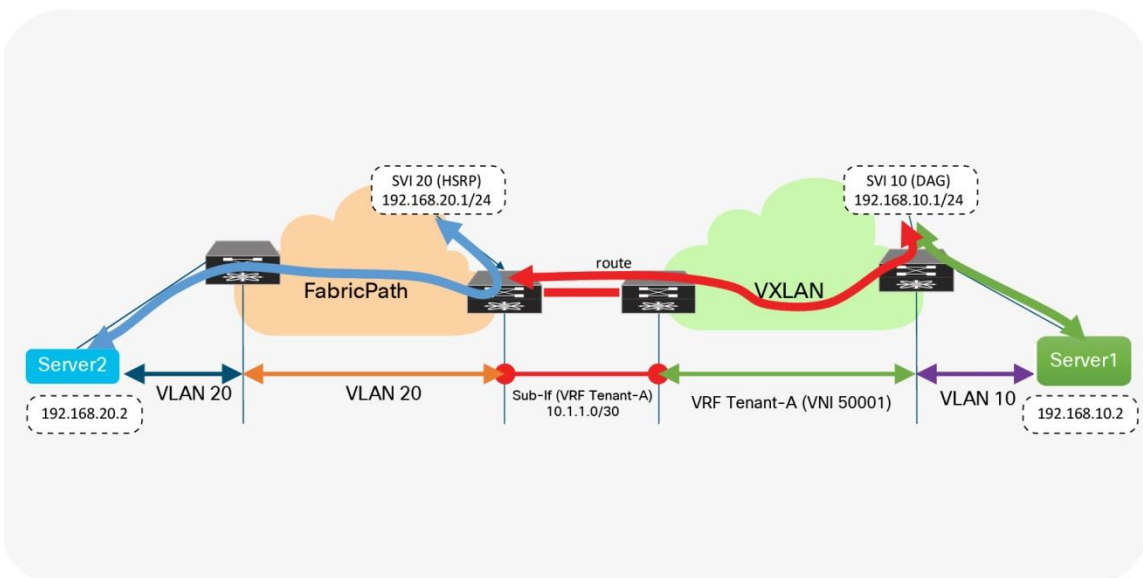 SVI 20 (HSRP)
192.168.20.1/24
SVI 10 (DAG)
192.168.10.1/24
route
FabricPath
VXLAN
Server2
Server1
VLAN 20
VLAN 20
Sub-If (VRF Tenant-A)
10.1.1.0/30
VRF Tenant-A (VNI 50001)
VLAN 10
192.168.20.2
192.168.10.2